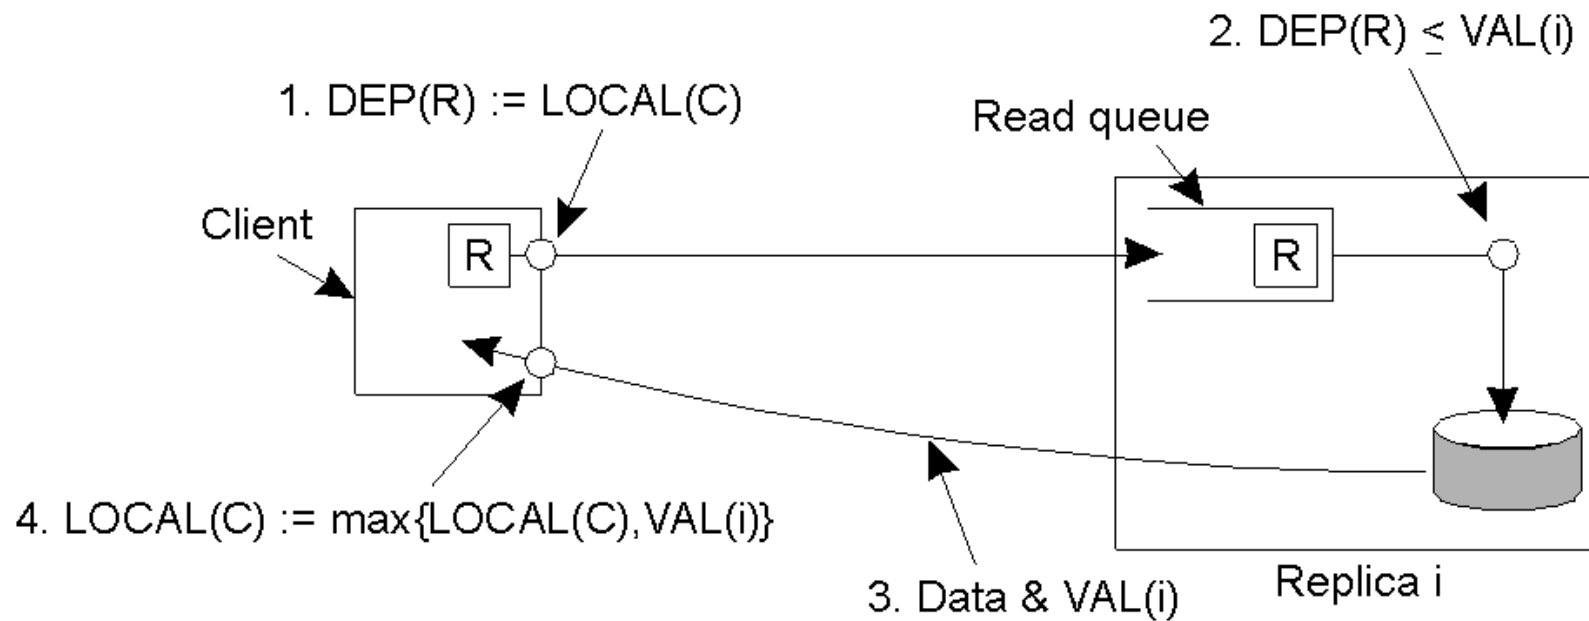 2. DEP(R) ≤ VAL(i)
1. DEP(R) := LOCAL(C)
Read queue
Client
R
R
4. LOCAL(C) := max{LOCAL(C),VAL(i)}
3. Data & VAL(i)
Replica i